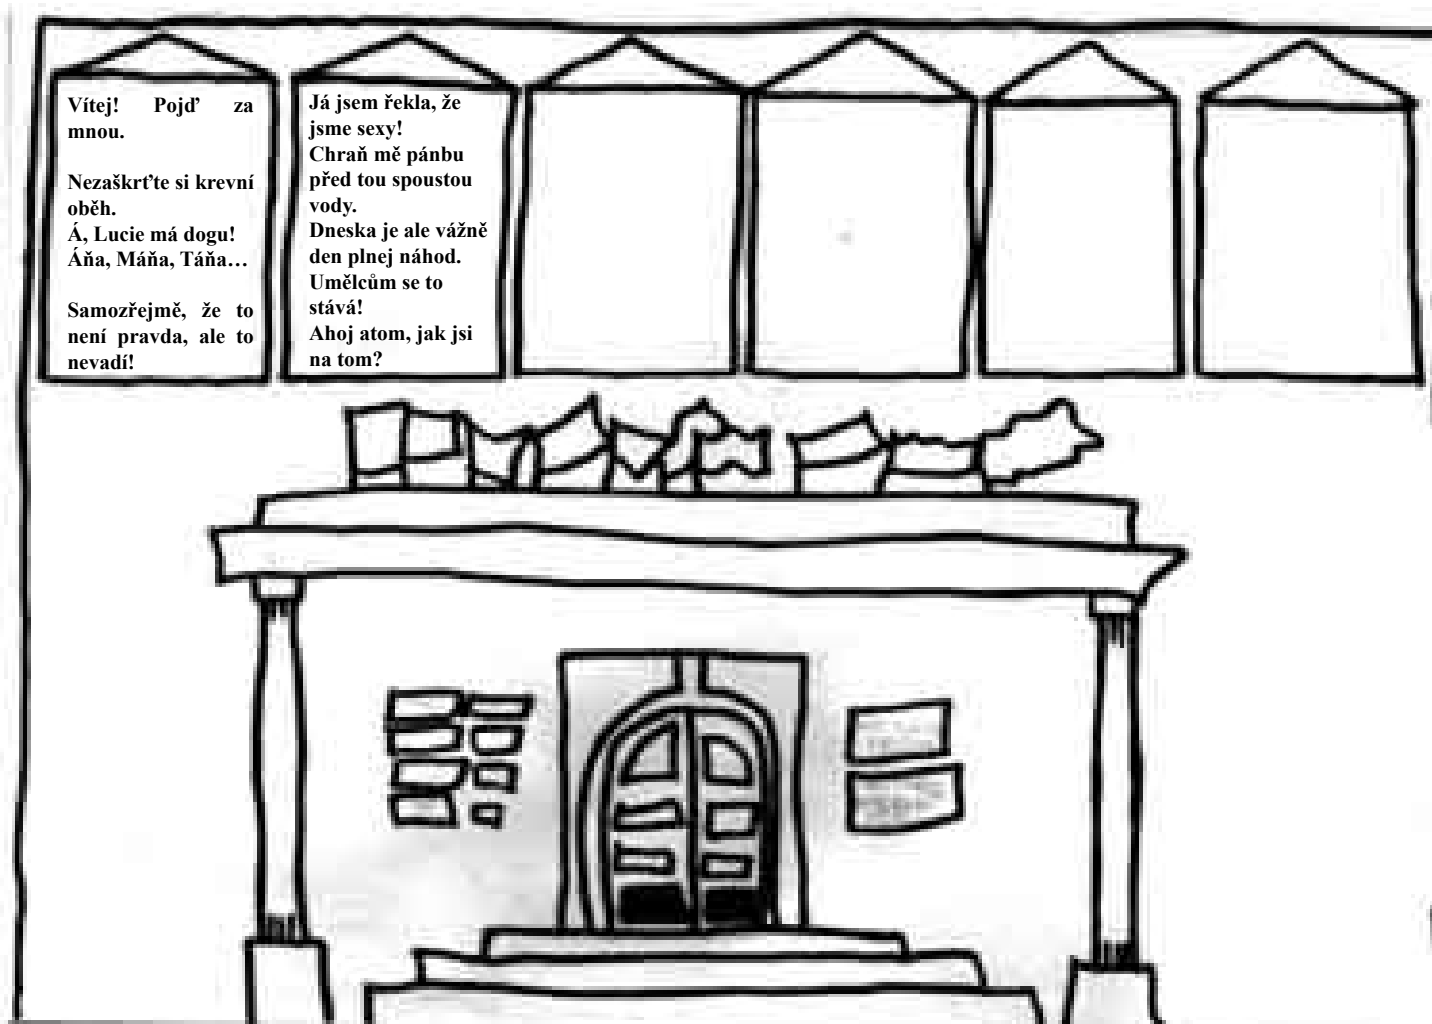 Vítej! Pojď za
mnou.
Nezaškrťte si krevní
oběh.
Á, Lucie má dogu!
Áňa, Máňa, Táňa…
Samozřejmě, že to
není pravda, ale to
nevadí!
Já jsem řekla, že
jsme sexy!
Chraň mě pánbu
před tou spoustou
vody.
Dneska je ale vážně
den plnej náhod.
Umělcům se to
stává!
Ahoj atom, jak jsi
na tom?